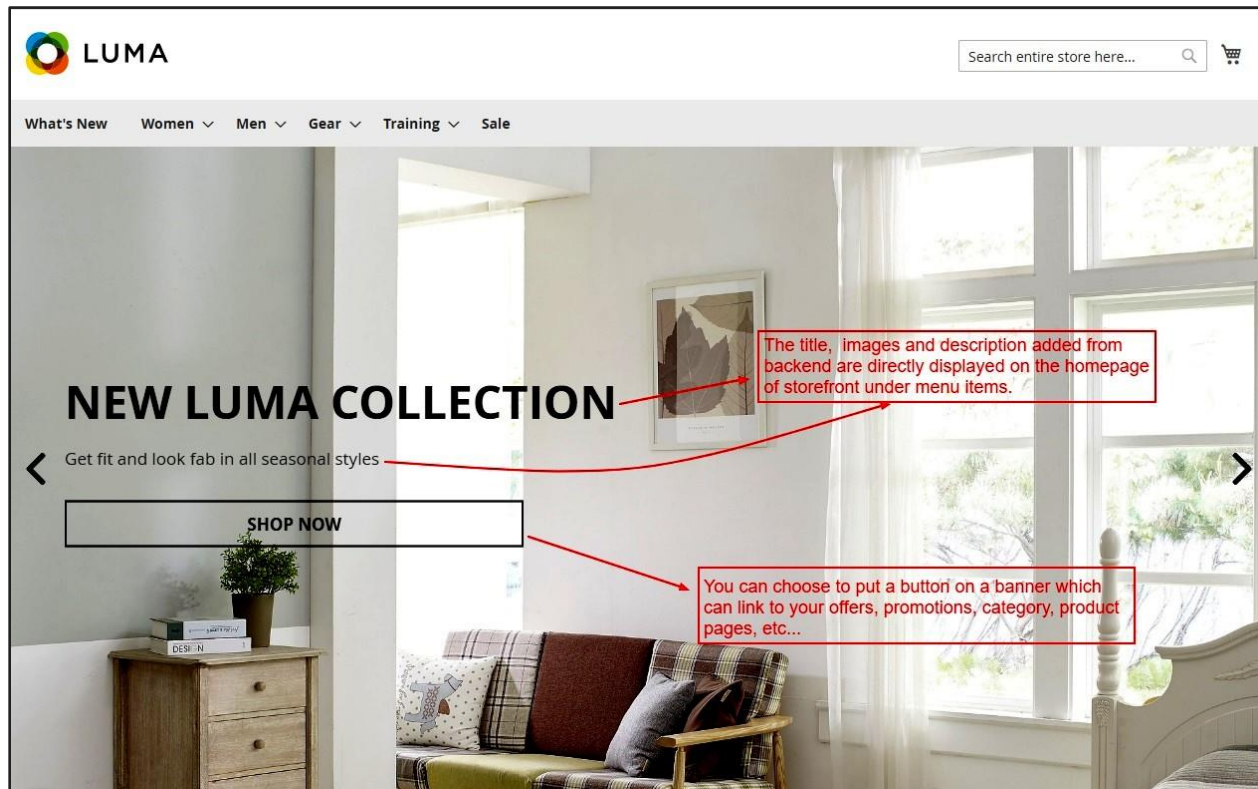 LUMA
Search entire store here...
What's New Women Men Gear Training Sale
The title, images and description added from
backend are directly displayed on the homepage
of storefront under menu items.
NEW LUMA COLLECTION
Get fit and look fab in all seasonal styles
SHOP NOW
You can choose to put a button on a banner which
can link to your offers, promotions, category, product
pages, etc...
DESIGN